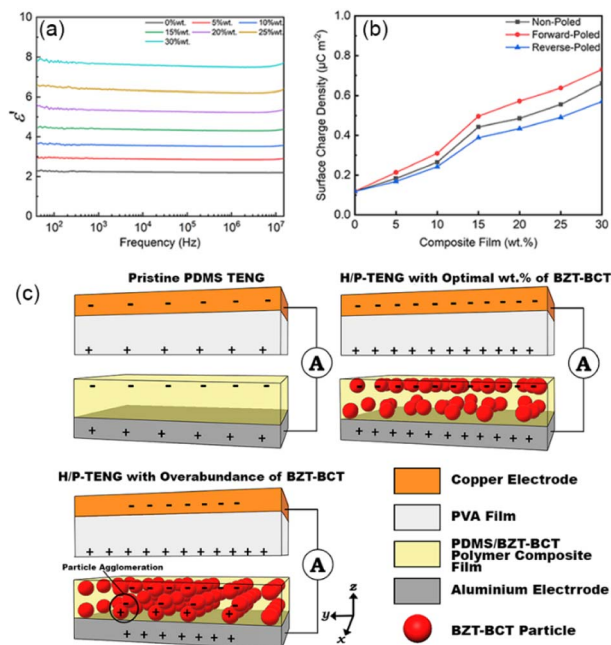 (a)
0%wt. 5%wt. 10%wt.
15%wt. 20%wt. 25%wt.
30%wt.
10
8
6
4
2
0
ε'
10² 10³ 10⁴ 10⁵ 10⁶ 10⁷
Frequency (Hz)
(b)
Non-Poled
Forward-Poled
Reverse-Poled
1.0
0.8
0.6
0.4
0.2
0.0
Surface Charge Density (µC m⁻²)
0 5 10 15 20 25 30
Composite Film (wt.%)
(c)
Pristine PDMS TENG
- - - - - -
+ + + + + +
A
- - - - - -
+ + + + + +
H/P-TENG with Optimal wt.% of BZT-BCT
A
H/P-TENG with Overabundance of BZT-BCT
A
Particle Agglomeration
z
y
x
Copper Electrode
PVA Film
PDMS/BZT-BCT
Polymer Composite
Film
Aluminium Electrrode
BZT-BCT Particle